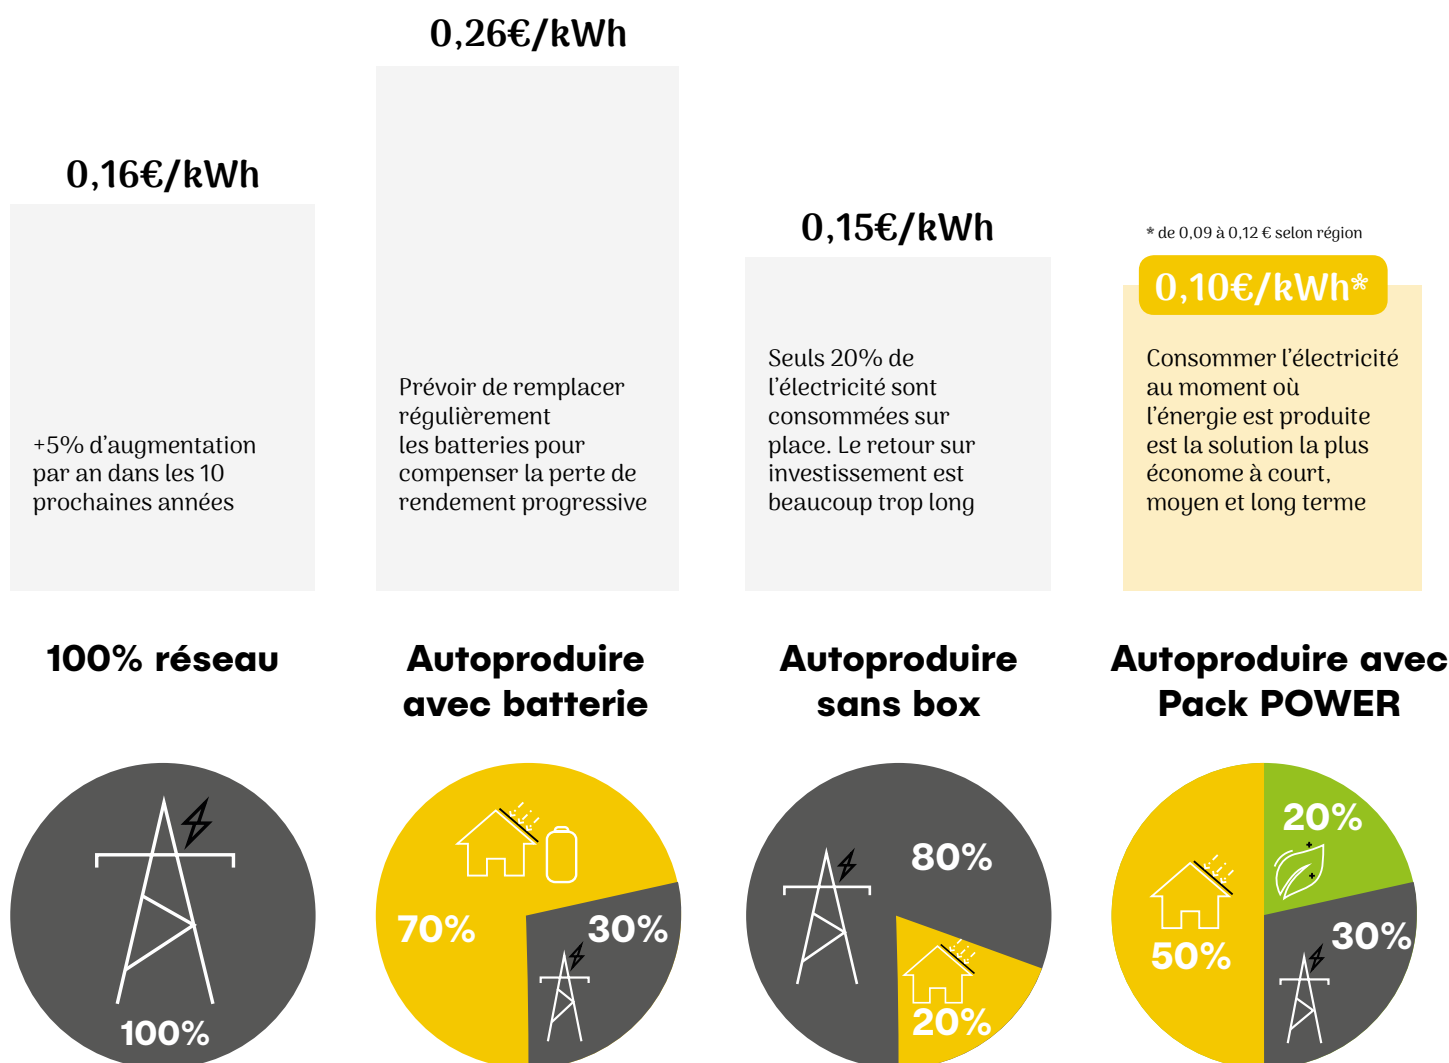 0,16€/kWh
+5% d’augmentation
par an dans les 10
prochaines années
100% réseau
100%
0,26€/kWh
Prévoir de remplacer
régulièrement
les batteries pour
compenser la perte de
rendement progressive
Autoproduire
avec batterie
70%
30%
0,15€/kWh
Seuls 20% de
l’électricité sont
consommées sur
place. Le retour sur
investissement est
beaucoup trop long
Autoproduire
sans box
80%
20%
* de 0,09 à 0,12 € selon région
0,10€/kWh*
Consommer l’électricité
au moment où
l’énergie est produite
est la solution la plus
économe à court,
moyen et long terme
Autoproduire avec
Pack POWER
20%
50%
30%